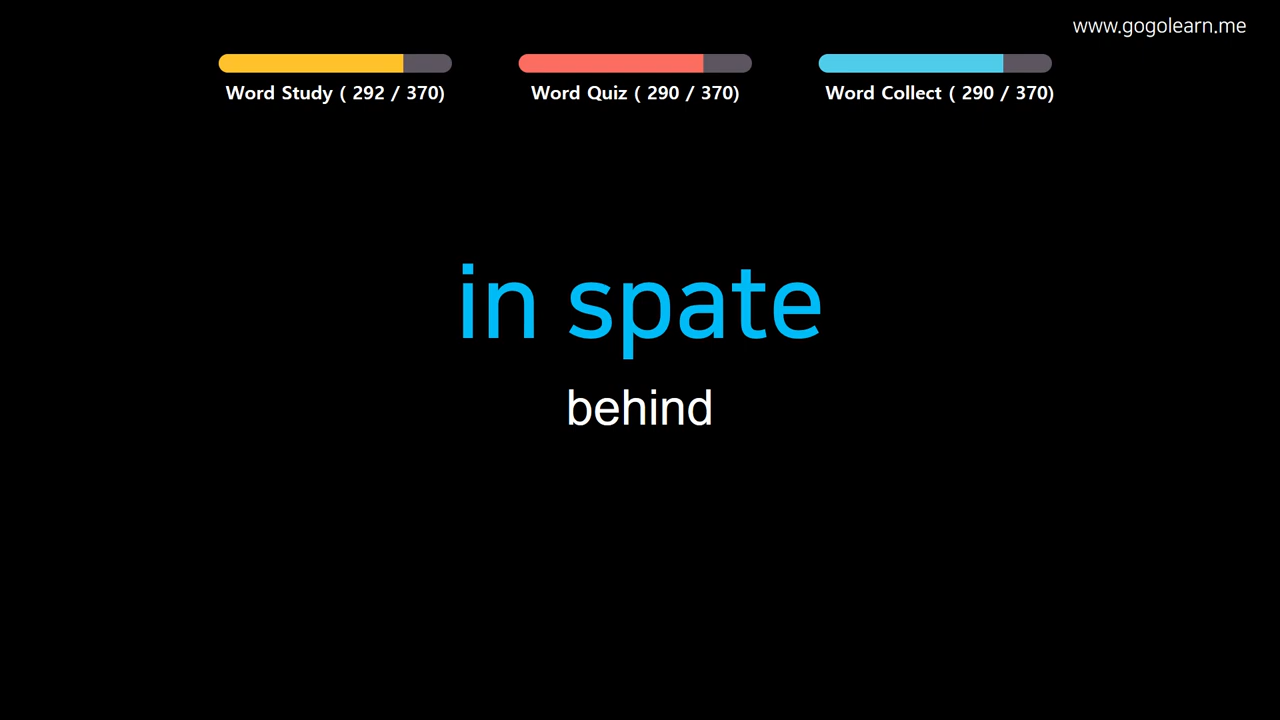 www.gogolearn.me
Word Study ( 292 / 370)
Word Quiz ( 290 / 370)
Word Collect ( 290 / 370)
in spate
behind